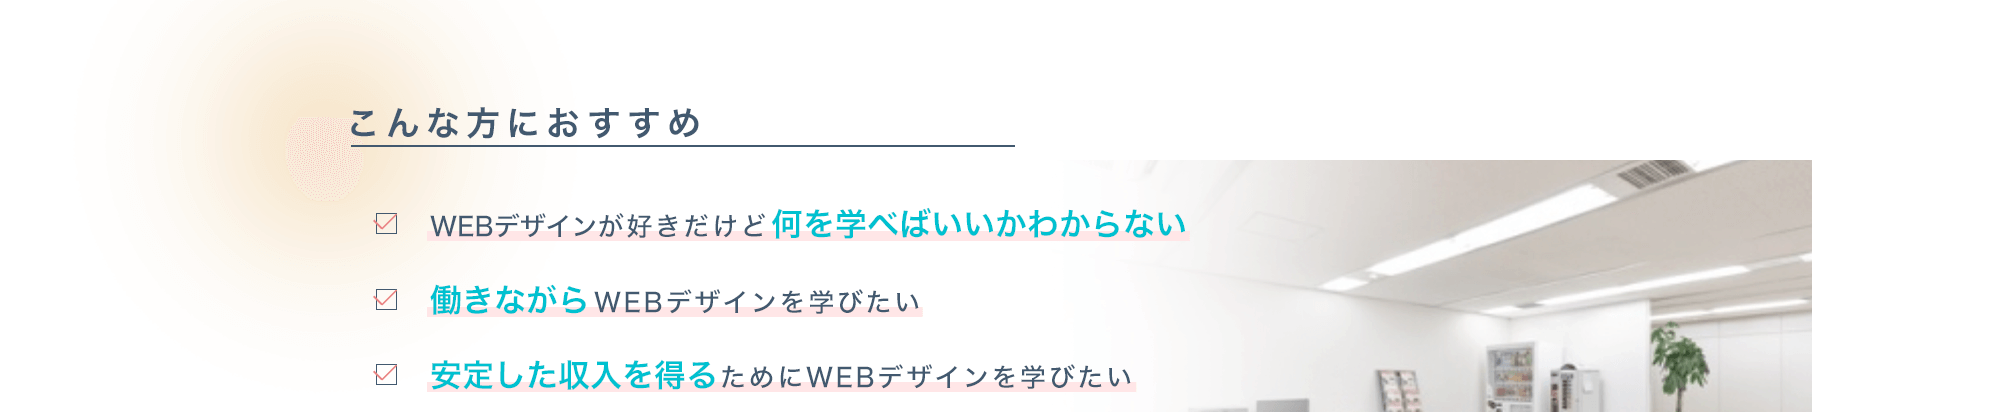 こんな方におすすめ
WEBデザインが好きだけど何を学べばいいかわからない
働きながらWEBデザインを学びたい
安定した収入を得るためにWEBデザインを学びたい